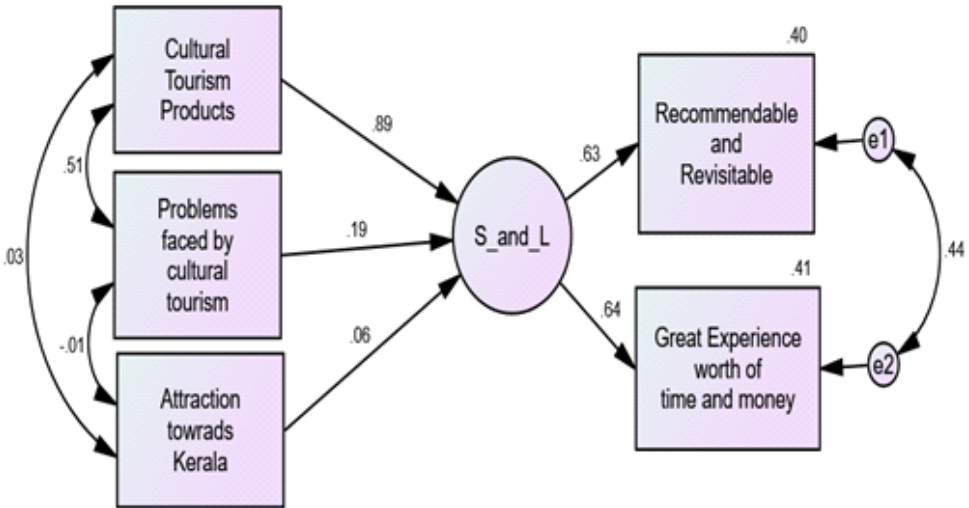 Cultural
Tourism
Products
.89
.51
Problems
faced by
cultural
tourism
.19
.03
-.01
.06
Attraction
towrads
Kerala
S_and_L
.63
.64
.40
Recommendable
and
Revisitable
e1
.44
.41
Great Experience
worth of
time and money
e2